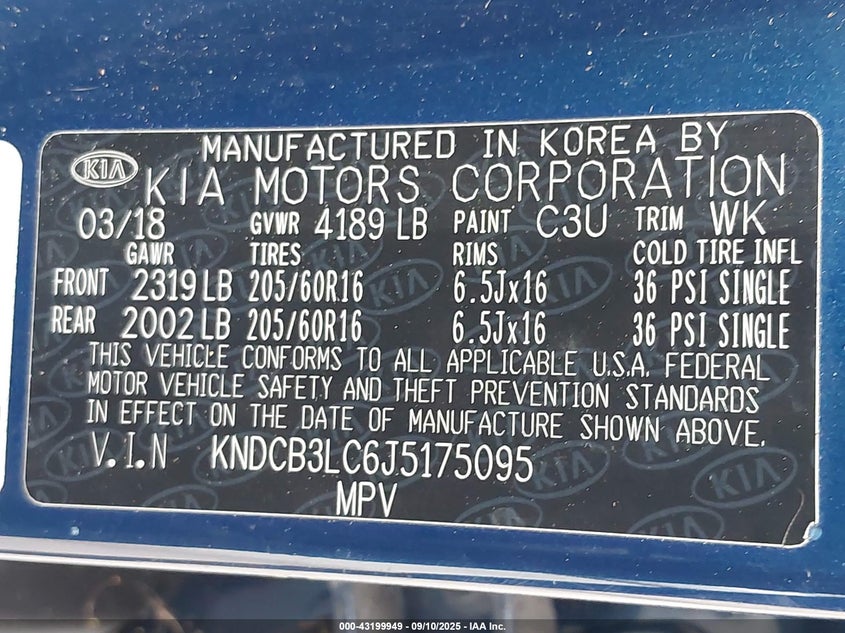 MANUFACTURED IN KOREA BY
KIA KIA MOTORS CORPORATION
03/18 GVWR 4189 LB PAINT C3U TRIM WK
GAWR TIRES RIMS COLD TIRE INFL
FRONT 2319 LB 205/60R16 6.5Jx16 36 PSI SINGLE
REAR 2002 LB 205/60R16 6.5Jx16 36 PSI SINGLE
THIS VEHICLE CONFORMS TO ALL APPLICABLE U.S.A. FEDERAL
MOTOR VEHICLE SAFETY AND THEFT PREVENTION STANDARDS
IN EFFECT ON THE DATE OF MANUFACTURE SHOWN ABOVE.
V.I.N KNDCB3LC6J5175095
MPV
000-43199949 - 09/10/2025 - IAA Inc.